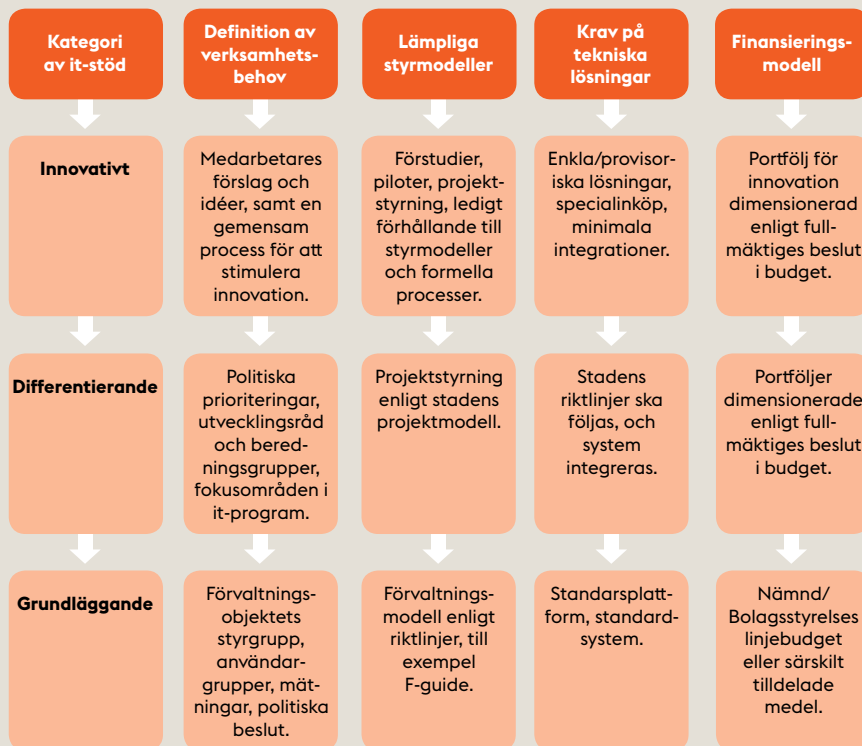 Kategori
av it-stöd
Definition av
verksamhets-
behov
Lämpliga
styrmodeller
Krav på
tekniska
lösningar
Finansierings-
modell
Innovativt
Medarbetares
förslag och
idéer, samt en
gemensam
process för att
stimulera
innovation.
Förstudier,
piloter, projekt-
styrning, ledigt
förhållande till
styrmodeller
och formella
processer.
Enkla/provisor-
iska lösningar,
specialinköp,
minimala
integrationer.
Portfölj för
innovation
dimensionerad
enligt full-
mäktiges beslut
i budget.
Differentierande
Politiska
prioriteringar,
utvecklingsråd
och bered-
ningsgrupper,
fokusområden i
it-program.
Projektstyrning
enligt stadens
projektmodell.
Stadens
riktlinjer ska
följas, och
system
integreras.
Portföljer
dimensionerade
enligt full-
mäktiges beslut
i budget.
Grundläggande
Förvaltnings-
objektets
styrgrupp,
användar-
grupper, mät-
ningar, politiska
beslut.
Förvaltnings-
modell enligt
riktlinjer, till
exempel
F-guide.
Standarsplatt-
form, standard-
system.
Nämnd/
Bolagsstyrelses
linjebudget
eller särskilt
tilldelade
medel.